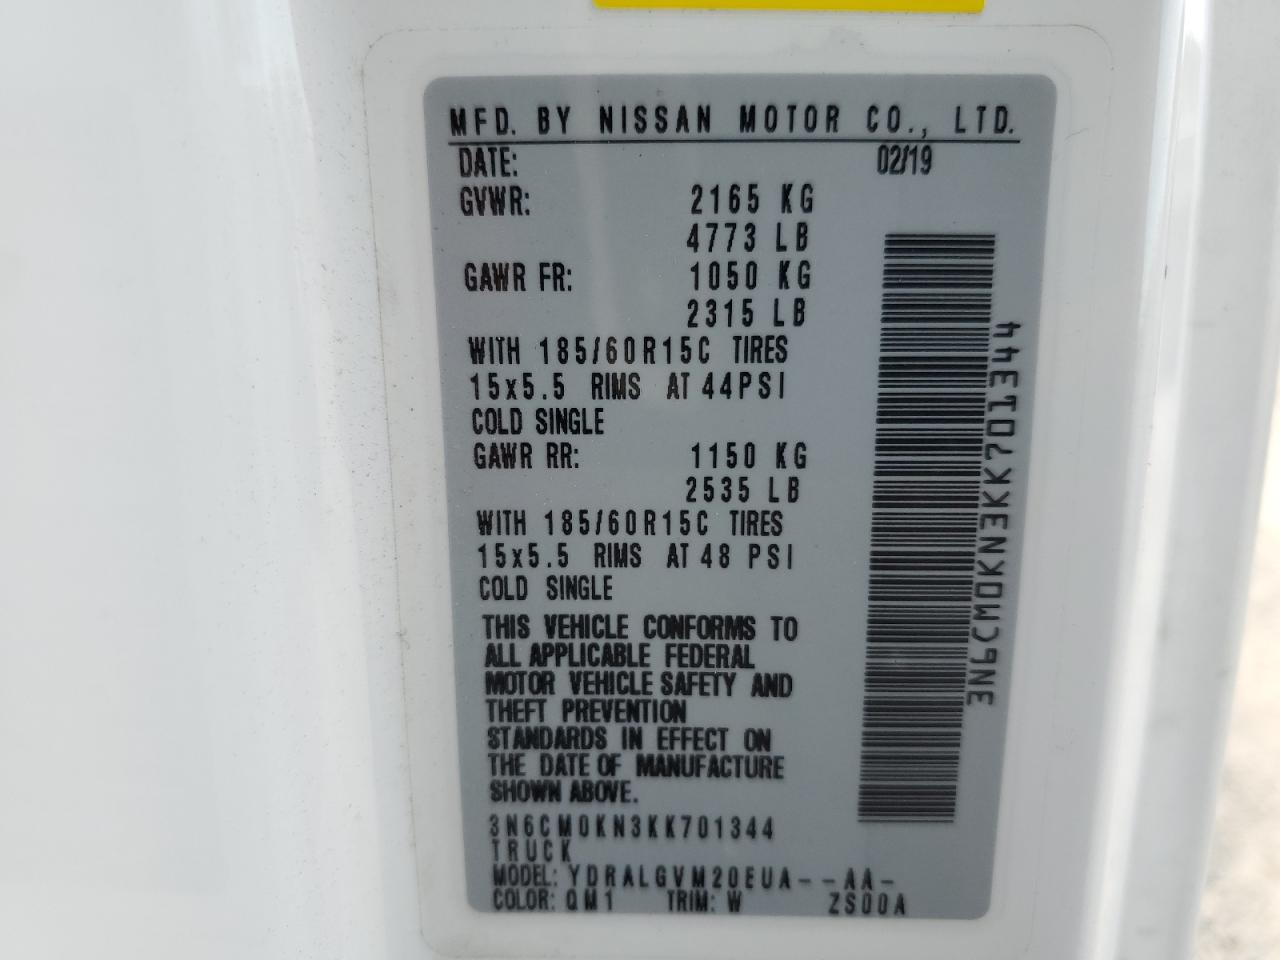 MFD. BY NISSAN MOTOR CO., LTD.
DATE: 02/19
GVWR: 2165 KG
4773 LB
GAWR FR: 1050 KG
2315 LB
WITH 185/60R15C TIRES
15x5.5 RIMS AT 44PSI
COLD SINGLE
GAWR RR: 1150 KG
2535 LB
WITH 185/60R15C TIRES
15x5.5 RIMS AT 48 PSI
COLD SINGLE
THIS VEHICLE CONFORMS TO
ALL APPLICABLE FEDERAL
MOTOR VEHICLE SAFETY AND
THEFT PREVENTION
STANDARDS IN EFFECT ON
THE DATE OF MANUFACTURE
SHOWN ABOVE.
3N6CM0KN3KK701344
TRUCK
MODEL: YDRALGVM20EUA--AA-
COLOR: QM1 TRIM: W ZS00A
3N6CM0KN3KK701344